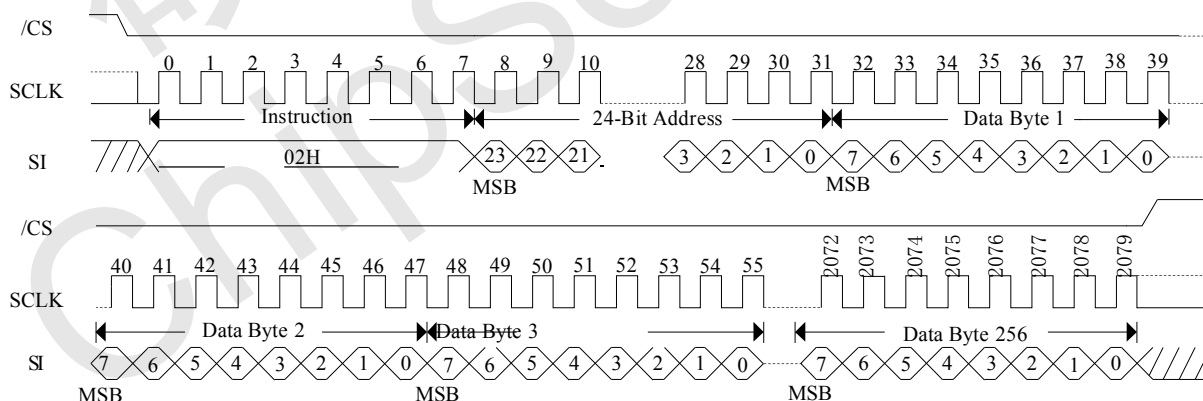 /CS
0 1 2 3 4 5 6 7 8 9 10 28 29 30 31 32 33 34 35 36 37 38 39
SCLK
Instruction 24-Bit Address Data Byte 1
SI 02H 23 22 21 3 2 1 0 7 6 5 4 3 2 1 0
MSB MSB
/CS
40 41 42 43 44 45 46 47 48 49 50 51 52 53 54 55 2072 2073 2074 2075 2076 2077 2078 2079
SCLK
Data Byte 2 Data Byte 3 Data Byte 256
SI 7 6 5 4 3 2 1 0 7 6 5 4 3 2 1 0 7 6 5 4 3 2 1 0
MSB MSB MSB